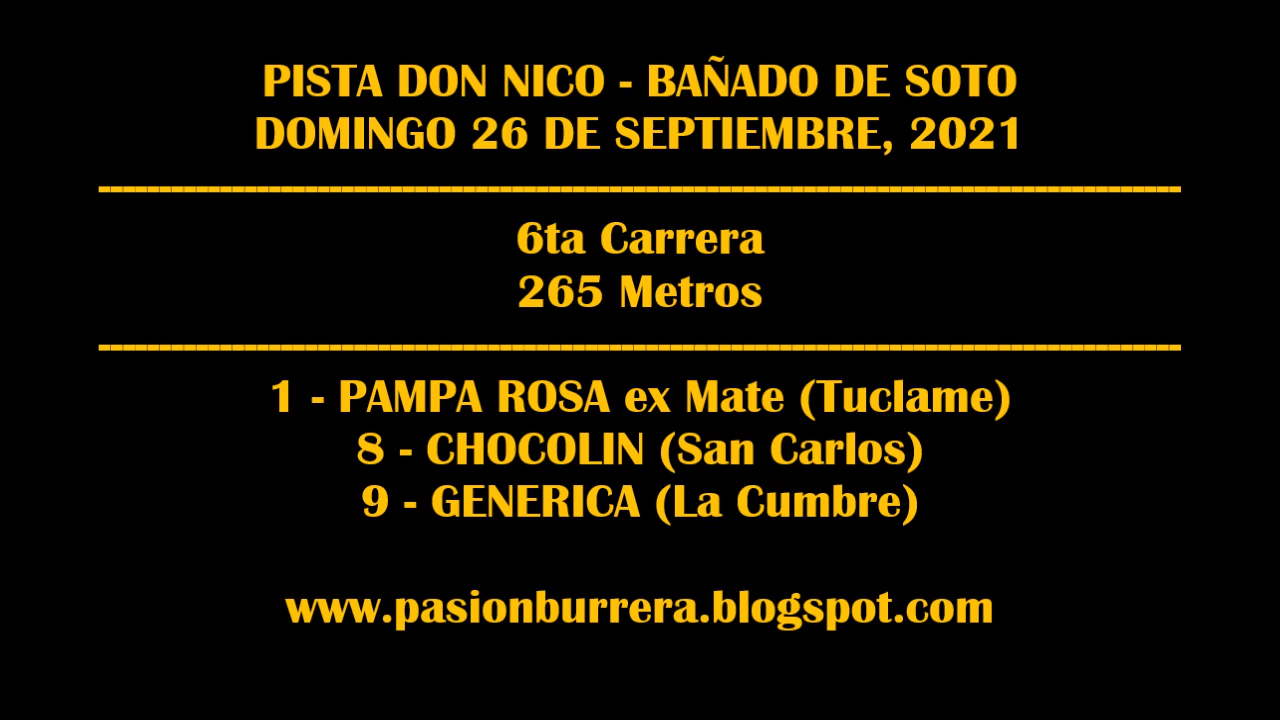 PISTA DON NICO - BAÑADO DE SOTO
DOMINGO 26 DE SEPTIEMBRE, 2021
6ta Carrera
265 Metros
1 - PAMPA ROSA ex Mate (Tuclame)
8 - CHOCOLIN (San Carlos)
9 - GENERICA (La Cumbre)
www.pasionburrera.blogspot.com